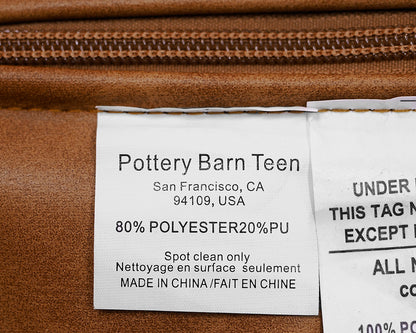 Pottery Barn Teen
San Francisco, CA
94109, USA
80% POLYESTER20%PU
Spot clean only
Nettoyage en surface seulement
MADE IN CHINA /FAIT EN CHINE
UNDER
THIS TAG
EXCEPT
ALL
100%